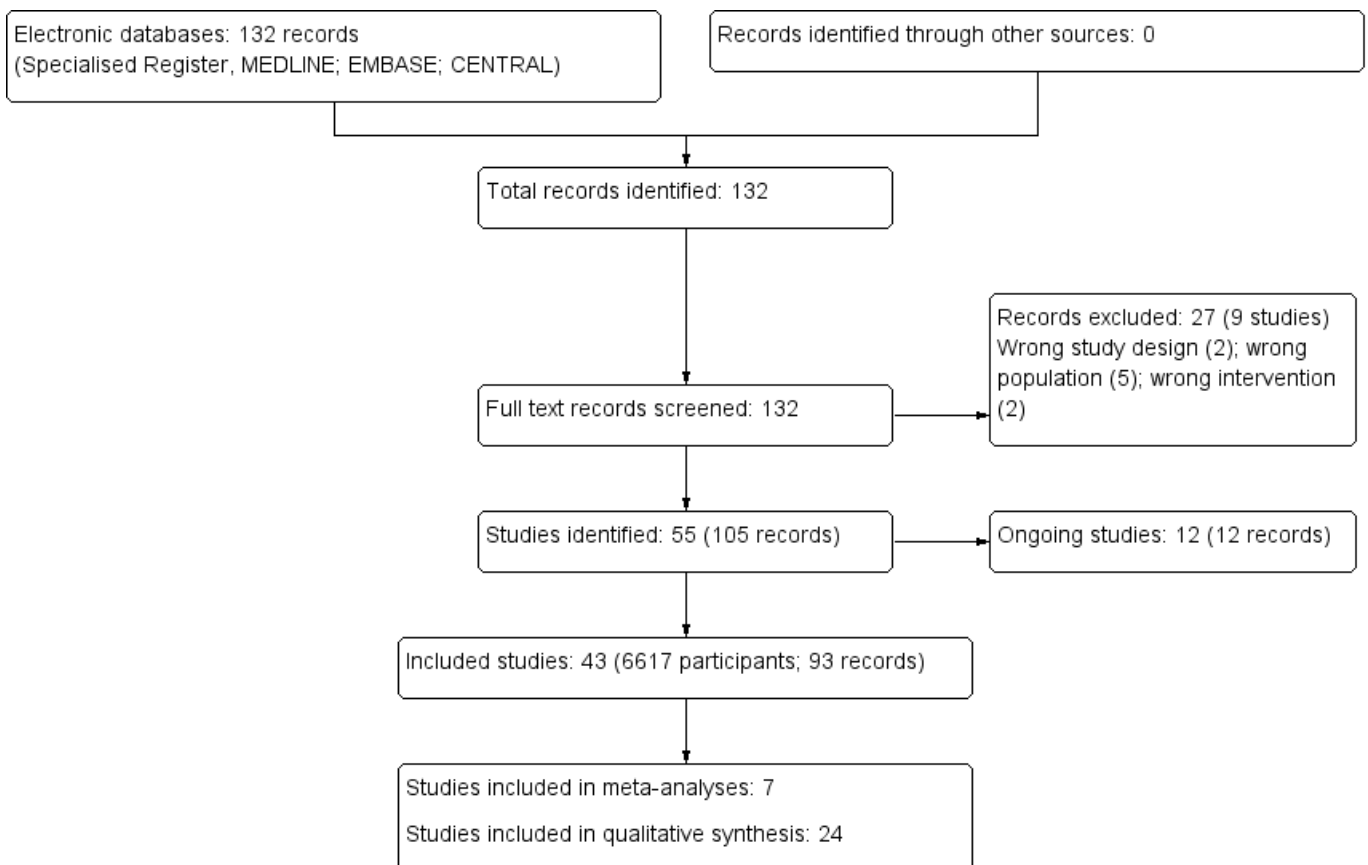 Electronic databases: 132 records
(Specialised Register, MEDLINE; EMBASE; CENTRAL)
Records identified through other sources: 0
Total records identified: 132
Records excluded: 27 (9 studies)
Wrong study design (2); wrong
population (5); wrong intervention
(2)
Full text records screened: 132
Studies identified: 55 (105 records)
Ongoing studies: 12 (12 records)
Included studies: 43 (6617 participants; 93 records)
Studies included in meta-analyses: 7
Studies included in qualitative synthesis: 24